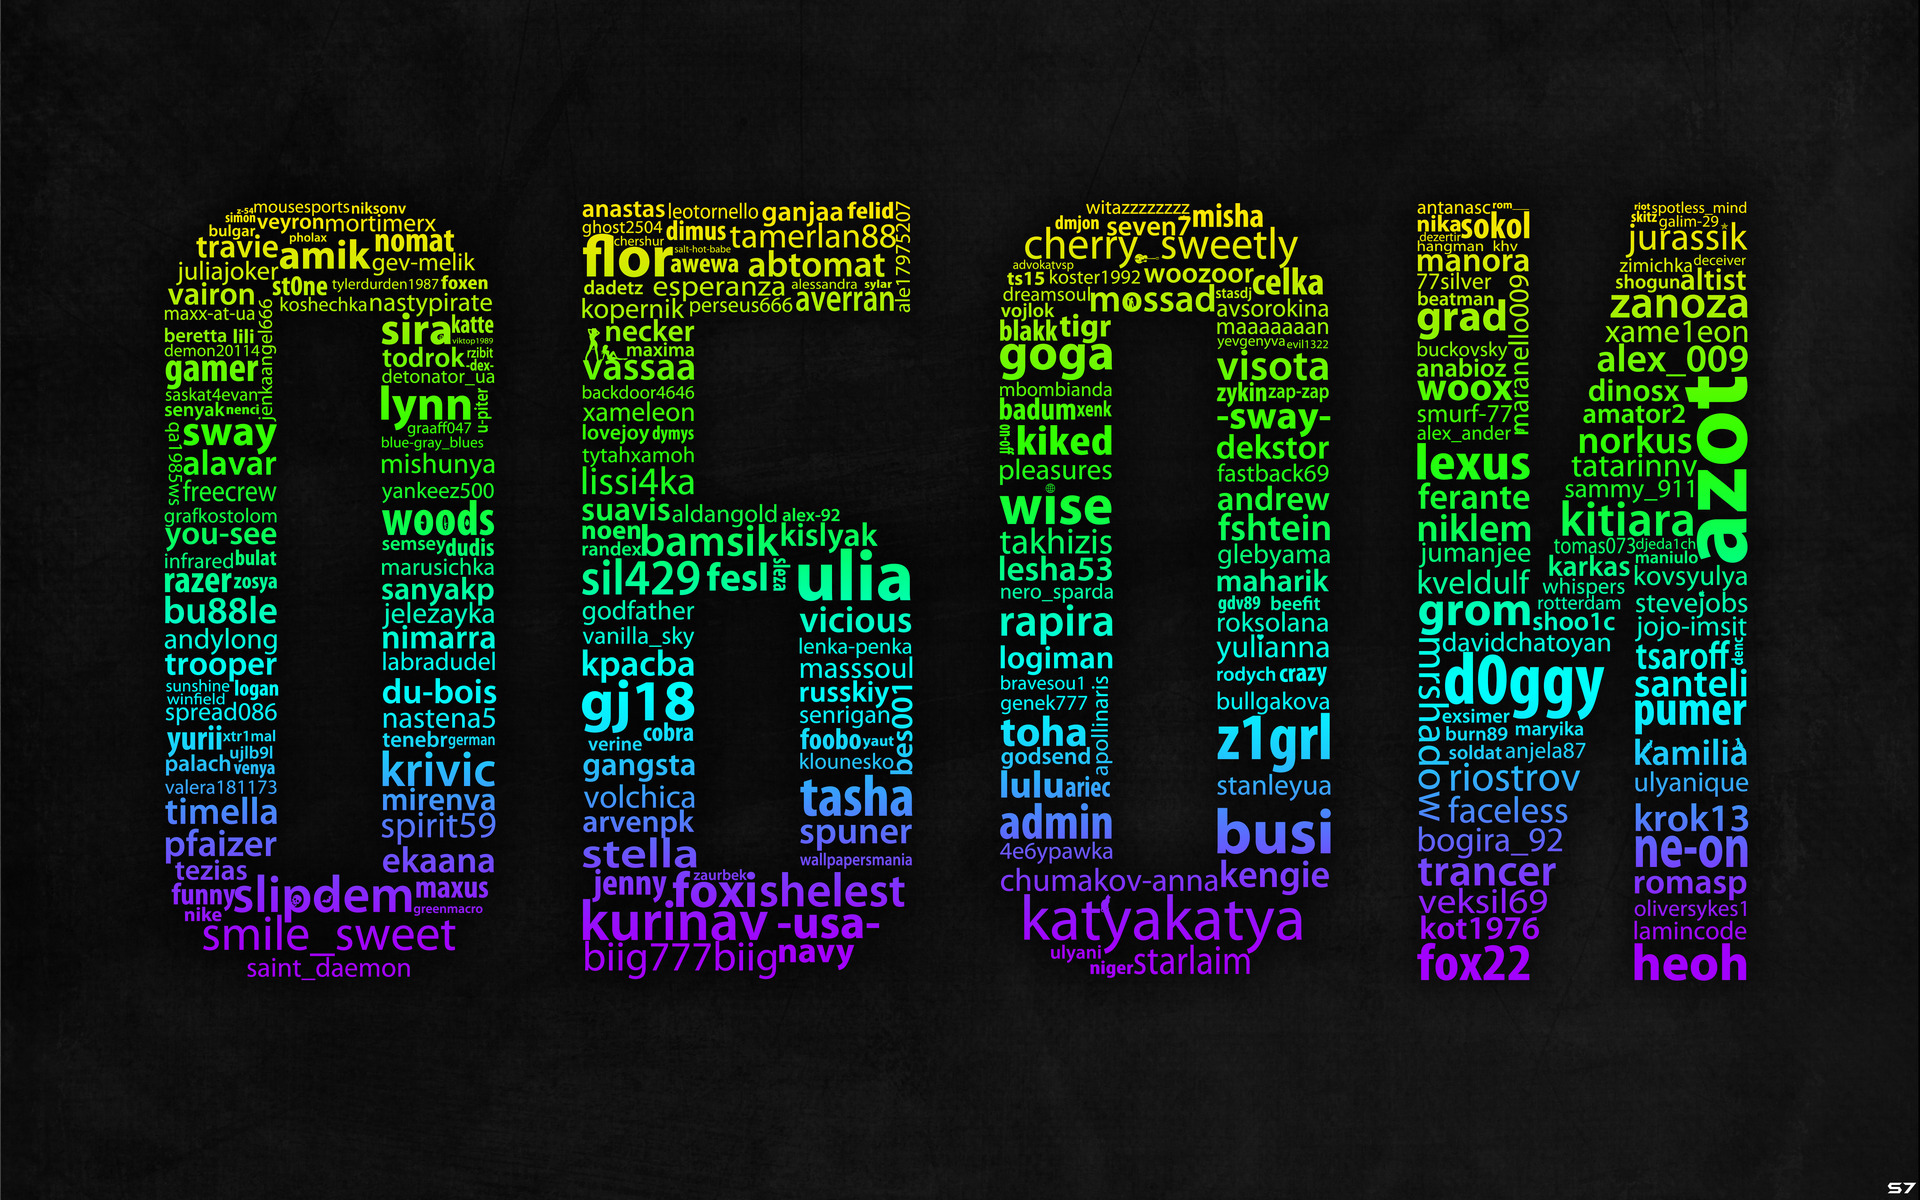 ОБОИ
z-54 mousesports niksonv
simon veyron mortimerx
bulgar pholax
travie amik nomat
juliajoker gev-melik
st0ne tylerdurden1987 foxen
vairon koshechka nastypirate
maxx-at-ua
jenkaangel666
beretta lili
demon20114
gamer
saskat4evan
senyak nenci
sway
qa1985ws
alavar
freecrew
grafkostolom
you-see
infrared bulat
razer zosya
bu88le
andylong
trooper
sunshine logan
winfield
spread086
yurii xtr1mal
ujlb9l
palach venya
valera181173
timella
pfaizer
tezias
funny slipdem maxus
nike greenmacro
smile_sweet
saint_daemon
sira katte
viktop1989
todrok rzibit
-dex-
detonator_ua
lynn u-piter
graaff047
blue-gray_blues
mishunya
yankeez500
woods
semsey dudis
marusichka
sanyakp
jelezayka
nimarra
labradudel
du-bois
nastena5
tenebr german
krivic
mirenva
spirit59
ekaana
anastas leotornello ganjaa felid
ghost2504 dimus tamerlan88
chershur salt-hot-babe
flor awewa abtomat
ale17975207
dadetz esperanza alessandra sylar
kopernik perseus666 averran
necker
maxima
vassaa
backdoor4646
xameleon
lovejoy dymys
tytahxamoh
lissi4ka
suavis aldangold alex-92
noen bamsik kislyak
randex
sil429 fesl sleza ulia
godfather vicious
vanilla_sky lenka-penka
kpacba masssoul
gj18 russkiy
senrigan
bes001
cobra foobo yaut
verine klounesko
gangsta
volchica tasha
arvenpk spuner
stella wallpapersmania
jenny zaurbek
foxi shelest
kurinav -usa-
biig777biig navy
witazzzzzzzz
dmjon seven7 misha
cherry_sweetly
advokatvsp
ts15 koster1992 woozoor celka
dreamsoul mossad stasdj
vojlok avsorokina
blakk tigr maaaaaaan
yevgenyva evil1322
goga visota
mbombianda zykin zap-zap
badum xenk -sway-
off-on kiked dekstor
pleasures fastback69
wise andrew
takhizis fshtein
glebyama
lesha53 maharik
nero_sparda gdv89 beefit
rapira roksolana
logiman yulianna
bravesou1 rodych crazy
genek777 bullgakova
apollinaris
toha z1grl
godsend
lulu ariec stanleyua
admin busi
4e6ypawka
chumakov-anna kengie
katyakatya
ulyani
niger starlaim
antanasc rom___
nika sokol
dezertir
hangman_khv
manora
77silver
maranello009
beatman
grad
buckovsky
anabioz
woox
smurf-77
alex_ander
lexus
ferante
niklem
jumanjee
kveldulf
grom
riot spotless_mind
skitz galim-29_*
jurassik
zimichka deceiver
shogun altist
zanoza
xame1eon
alex_009
dinosx
amator2
azot
norkus
tatarinnv
sammy_911
kitiara
tomas073 djeda1ch
maniulo
karkas kovsyulya
whispers
rotterdam stevejobs
shoo1c jojo-imsit
davidchatoyan
mrshadow
tsaroff denc
d0ggy santeli
pumer
exsimer maryika
burn89
soldat anjela87 kamilia
riostrov ulyanique
faceless krok13
bogira_92 ne-on
trancer romasp
veksil69 oliversykes1
kot1976 lamincode
fox22 heoh
S7